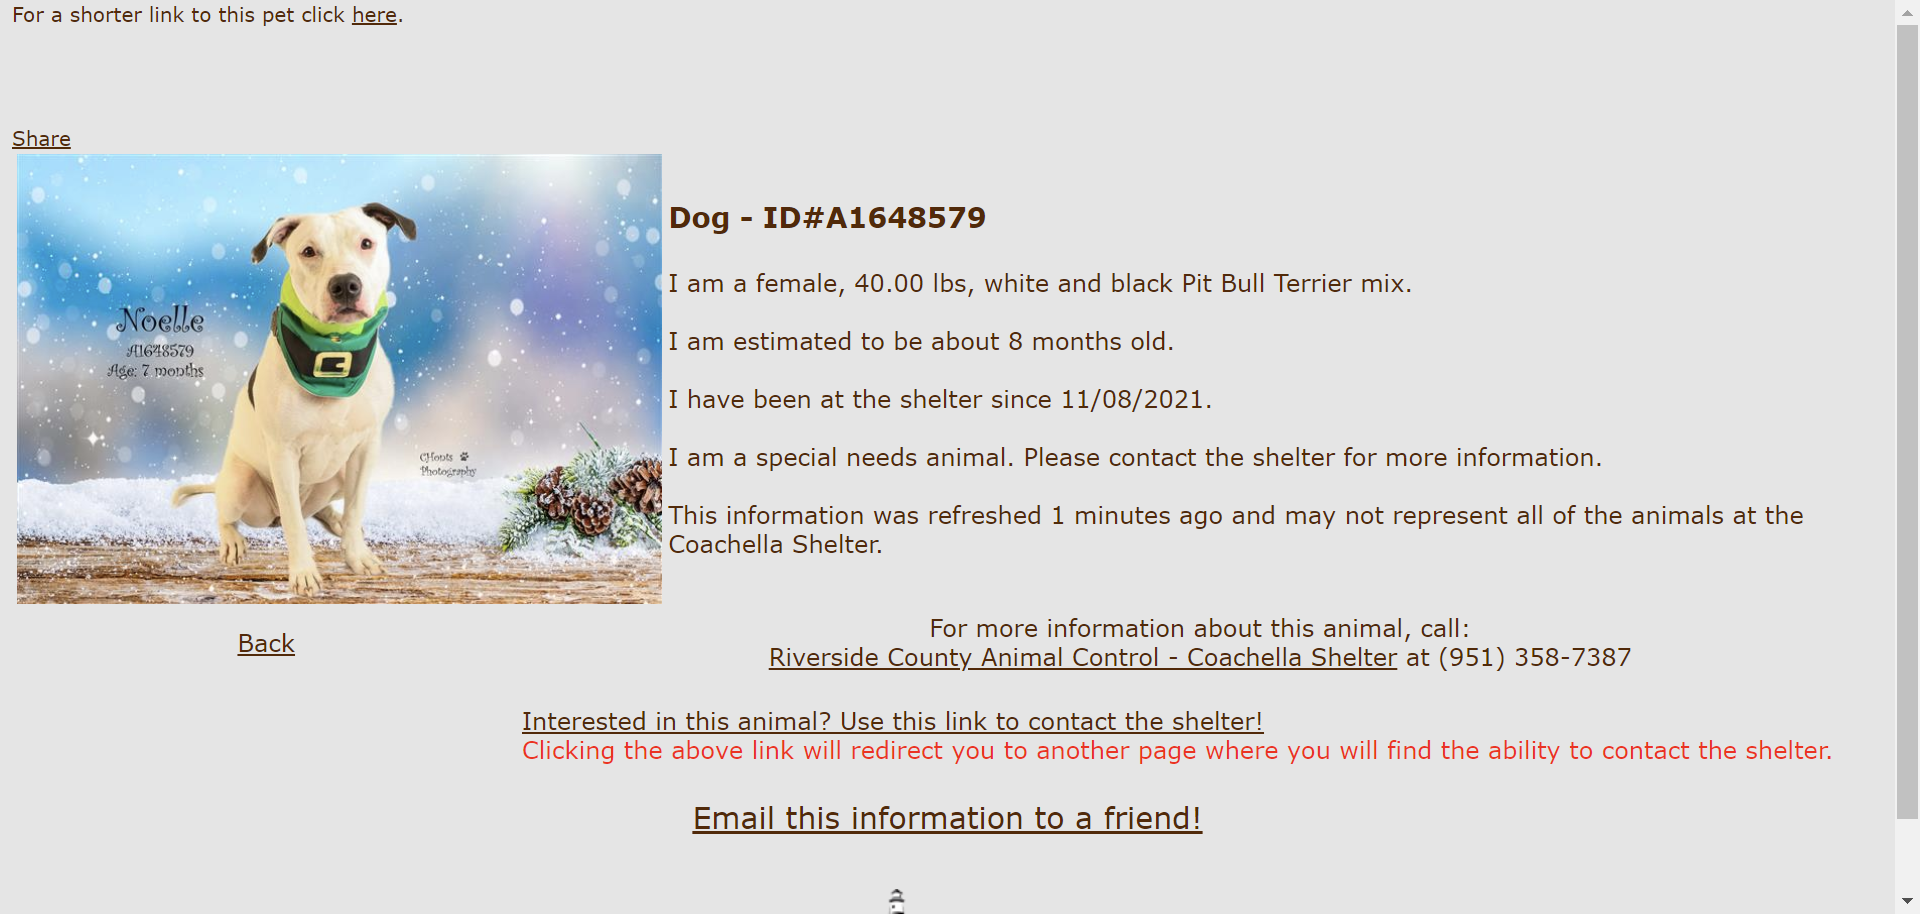 For a shorter link to this pet click here.
Share
Noelle
A1648579
Age: 7 months
CHonts
Photography
Dog - ID#A1648579
I am a female, 40.00 lbs, white and black Pit Bull Terrier mix.
I am estimated to be about 8 months old.
I have been at the shelter since 11/08/2021.
I am a special needs animal. Please contact the shelter for more information.
This information was refreshed 1 minutes ago and may not represent all of the animals at the
Coachella Shelter.
Back
For more information about this animal, call:
Riverside County Animal Control - Coachella Shelter at (951) 358-7387
Interested in this animal? Use this link to contact the shelter!
Clicking the above link will redirect you to another page where you will find the ability to contact the shelter.
Email this information to a friend!